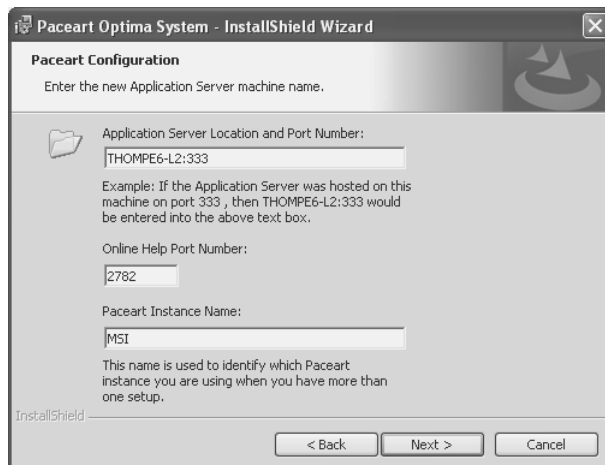 Paceart Optima System - InstallShield Wizard
Paceart Configuration
Enter the new Application Server machine name.
Application Server Location and Port Number:
THOMPE6-L2:333
Example: If the Application Server was hosted on this
machine on port 333 , then THOMPE6-L2:333 would
be entered into the above text box.
Online Help Port Number:
2782
Paceart Instance Name:
MSI
This name is used to identify which Paceart
instance you are using when you have more than
one setup.
InstallShield
< Back
Next >
Cancel